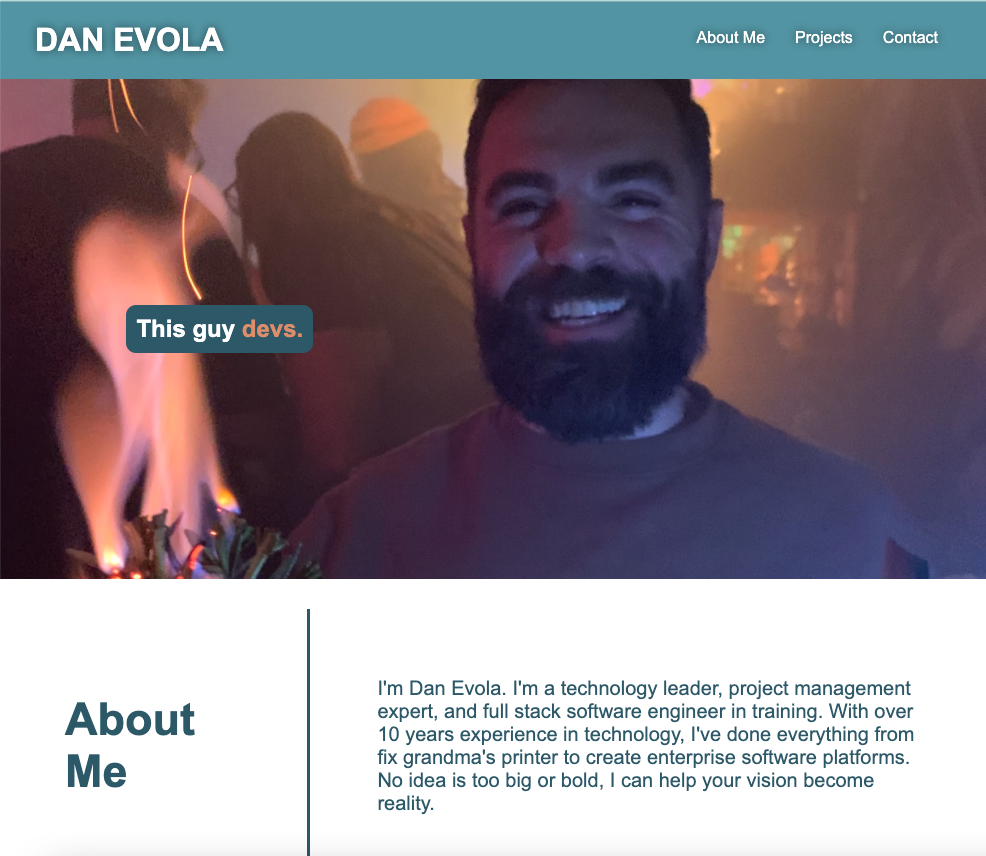 DAN EVOLA
About Me Projects Contact
This guy devs.
About
Me
I'm Dan Evola. I'm a technology leader, project management
expert, and full stack software engineer in training. With over
10 years experience in technology, I've done everything from
fix grandma's printer to create enterprise software platforms.
No idea is too big or bold, I can help your vision become
reality.